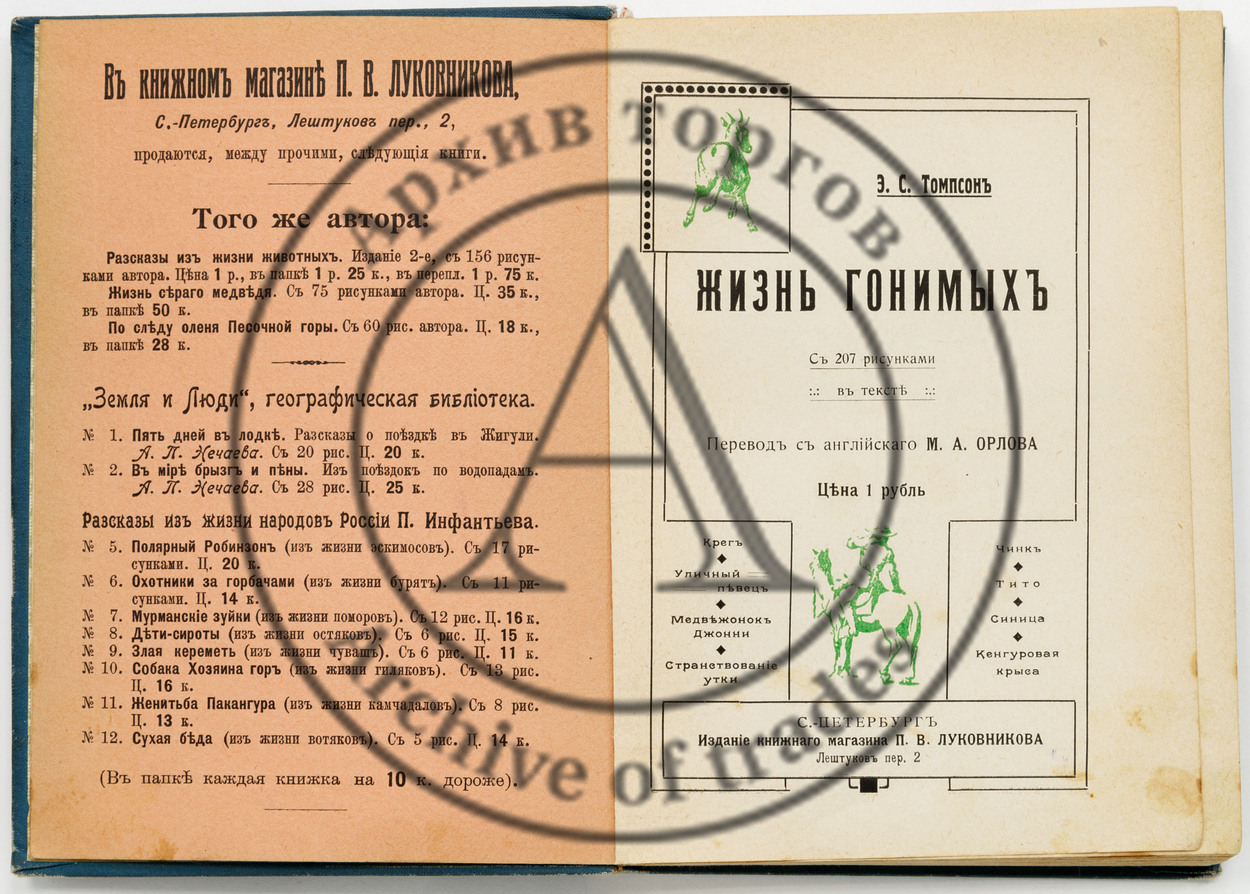 Въ книжномъ магазинѣ П. В. ЛУКОВНИКОВА,
С.-Петербургъ, Лештуковъ пер., 2,
продаются, между прочими, слѣдующія книги.
Того же автора:
Разсказы изъ жизни животныхъ. Изданіе 2-е, съ 156 рисун-
ками автора. Цѣна 1 р., въ папкѣ 1 р. 25 к., въ перепл. 1 р. 75 к.
Жизнь сѣраго медвѣдя. Съ 75 рисунками автора. Ц. 35 к.,
въ папкѣ 50 к.
По слѣду оленя Песочной горы. Съ 60 рис. автора. Ц. 18 к.,
въ папкѣ 28 к.
„Земля и Люди“, географическая библіотека.
№ 1. Пять дней въ лодкѣ. Разсказы о поѣздкѣ въ Жигули.
А. П. Нечаева. Съ 20 рис. Ц. 20 к.
№ 2. Въ мірѣ брызгъ и пѣны. Изъ поѣздокъ по водопадамъ.
А. П. Нечаева. Съ 28 рис. Ц. 25 к.
Разсказы изъ жизни народовъ Россіи П. Инфантьева.
№ 5. Полярный Робинзонъ (изъ жизни эскимосовъ). Съ 17 ри-
сунками. Ц. 20 к.
№ 6. Охотники за горбачами (изъ жизни бурятъ). Съ 11 ри-
сунками. Ц. 14 к.
№ 7. Мурманскіе зуйки (изъ жизни поморовъ). Съ 12 рис. Ц. 16 к.
№ 8. Дѣти-сироты (изъ жизни остяковъ). Съ 6 рис. Ц. 15 к.
№ 9. Злая кереметь (изъ жизни чувашъ). Съ 6 рис. Ц. 11 к.
№ 10. Собака Хозяина горъ (изъ жизни гиляковъ). Съ 13 рис.
Ц. 16 к.
№ 11. Женитьба Пакангура (изъ жизни камчадаловъ). Съ 8 рис.
Ц. 13 к.
№ 12. Сухая бѣда (изъ жизни вотяковъ). Съ 5 рис. Ц. 14 к.
(Въ папкѣ каждая книжка на 10 к. дороже).
Э. С. Томпсонъ
ЖИЗНЬ ГОНИМЫХЪ
Съ 207 рисунками
:.: въ текстѣ :.:
Переводъ съ англійскаго М. А. ОРЛОВА
Цѣна 1 рубль
Крегъ
Уличный
пѣвецъ
Медвѣжонокъ
Джонни
Странствованіе
утки
Чинкъ
Тито
Синица
Кенгуровая
крыса
С.-ПЕТЕРБУРГЪ
Изданіе книжнаго магазина П. В. ЛУКОВНИКОВА
Лештуковъ пер. 2
Архив торгов
А
Archive of trades